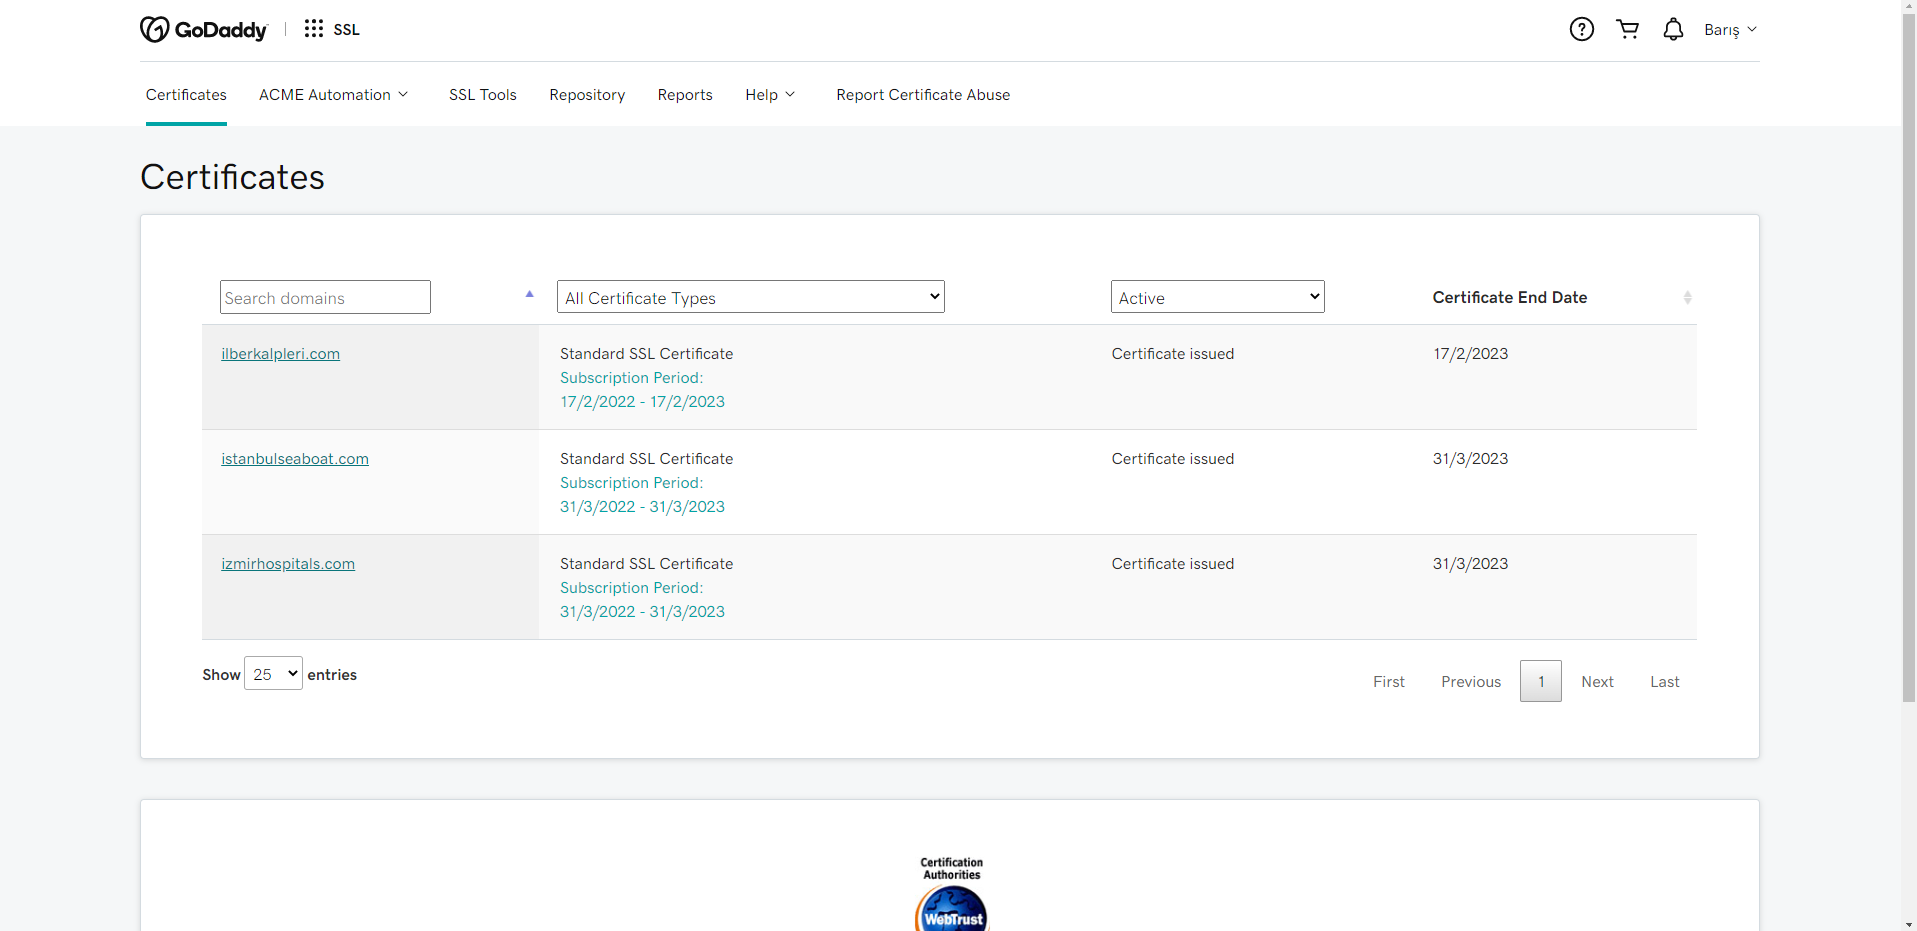 GoDaddy SSL Barış
Certificates ACME Automation SSL Tools Repository Reports Help Report Certificate Abuse
Certificates
Search domains All Certificate Types Active Certificate End Date
ilberkalpleri.com Standard SSL Certificate Certificate issued 17/2/2023
Subscription Period:
17/2/2022 - 17/2/2023
istanbulseaboat.com Standard SSL Certificate Certificate issued 31/3/2023
Subscription Period:
31/3/2022 - 31/3/2023
izmirhospitals.com Standard SSL Certificate Certificate issued 31/3/2023
Subscription Period:
31/3/2022 - 31/3/2023
Show 25 entries
First Previous 1 Next Last
Certification
Authorities
WebTrust